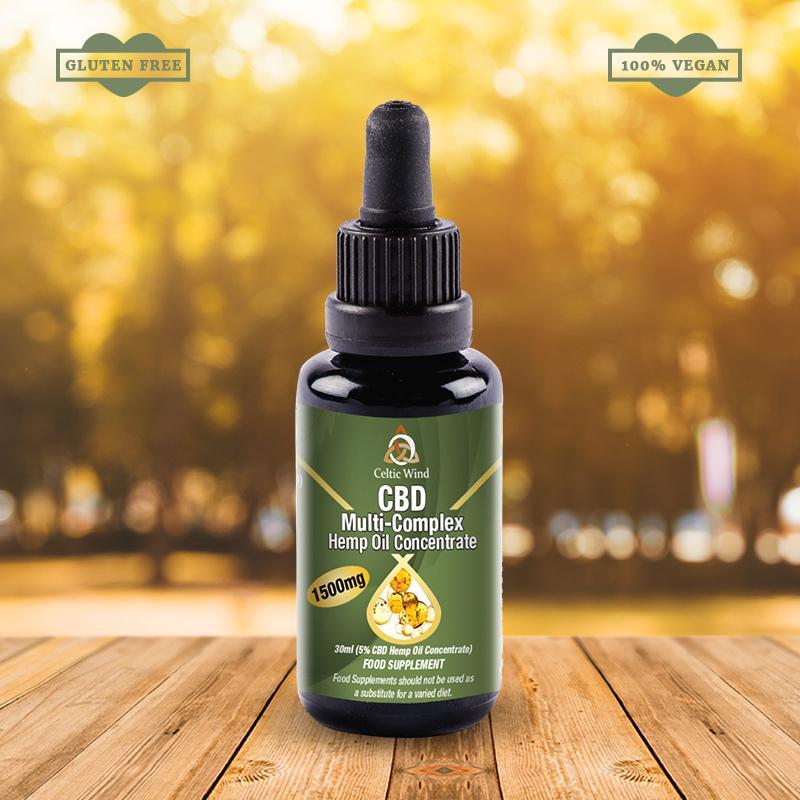 GLUTEN FREE
100% VEGAN
Celtic Wind
CBD
Multi-Complex
Hemp Oil Concentrate
1500mg
30ml (5% CBD Hemp Oil Concentrate)
FOOD SUPPLEMENT
Food Supplements should not be used as
a substitute for a varied diet.